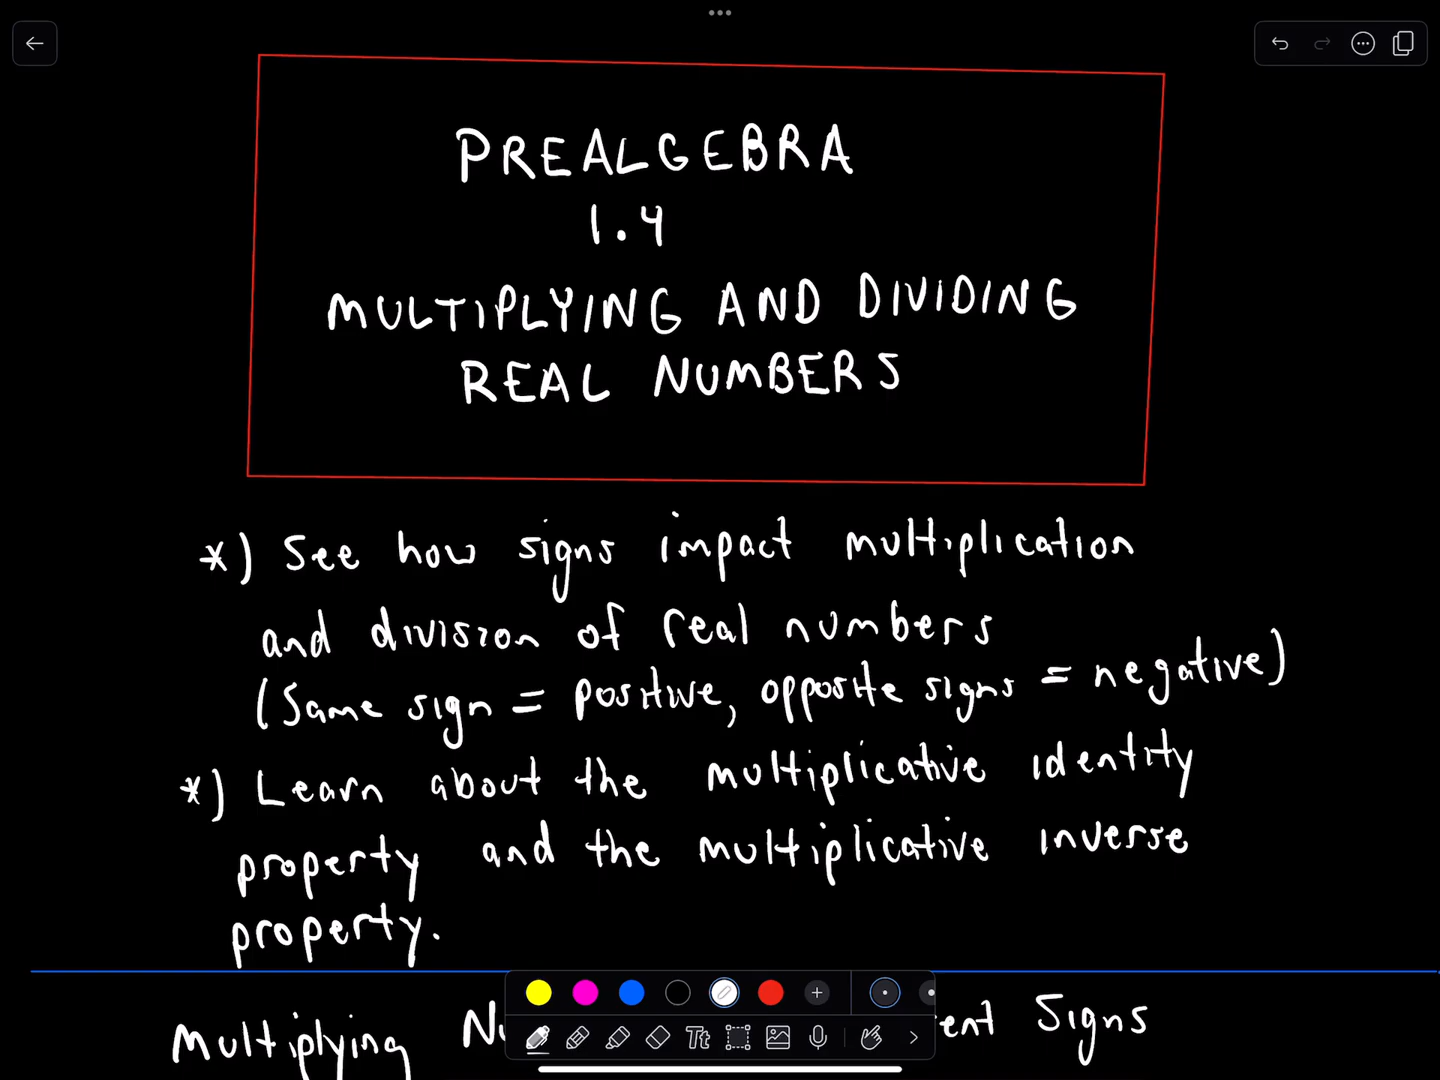 PREALGEBRA
1.4
MULTIPLYING AND DIVIDING
REAL NUMBERS
*) See how signs impact multiplication
and division of real numbers
(Same sign = positive, opposite signs = negative)
*) Learn about the multiplicative identity
property and the multiplicative inverse
property.
Multiplying Nu ent Signs
Tt